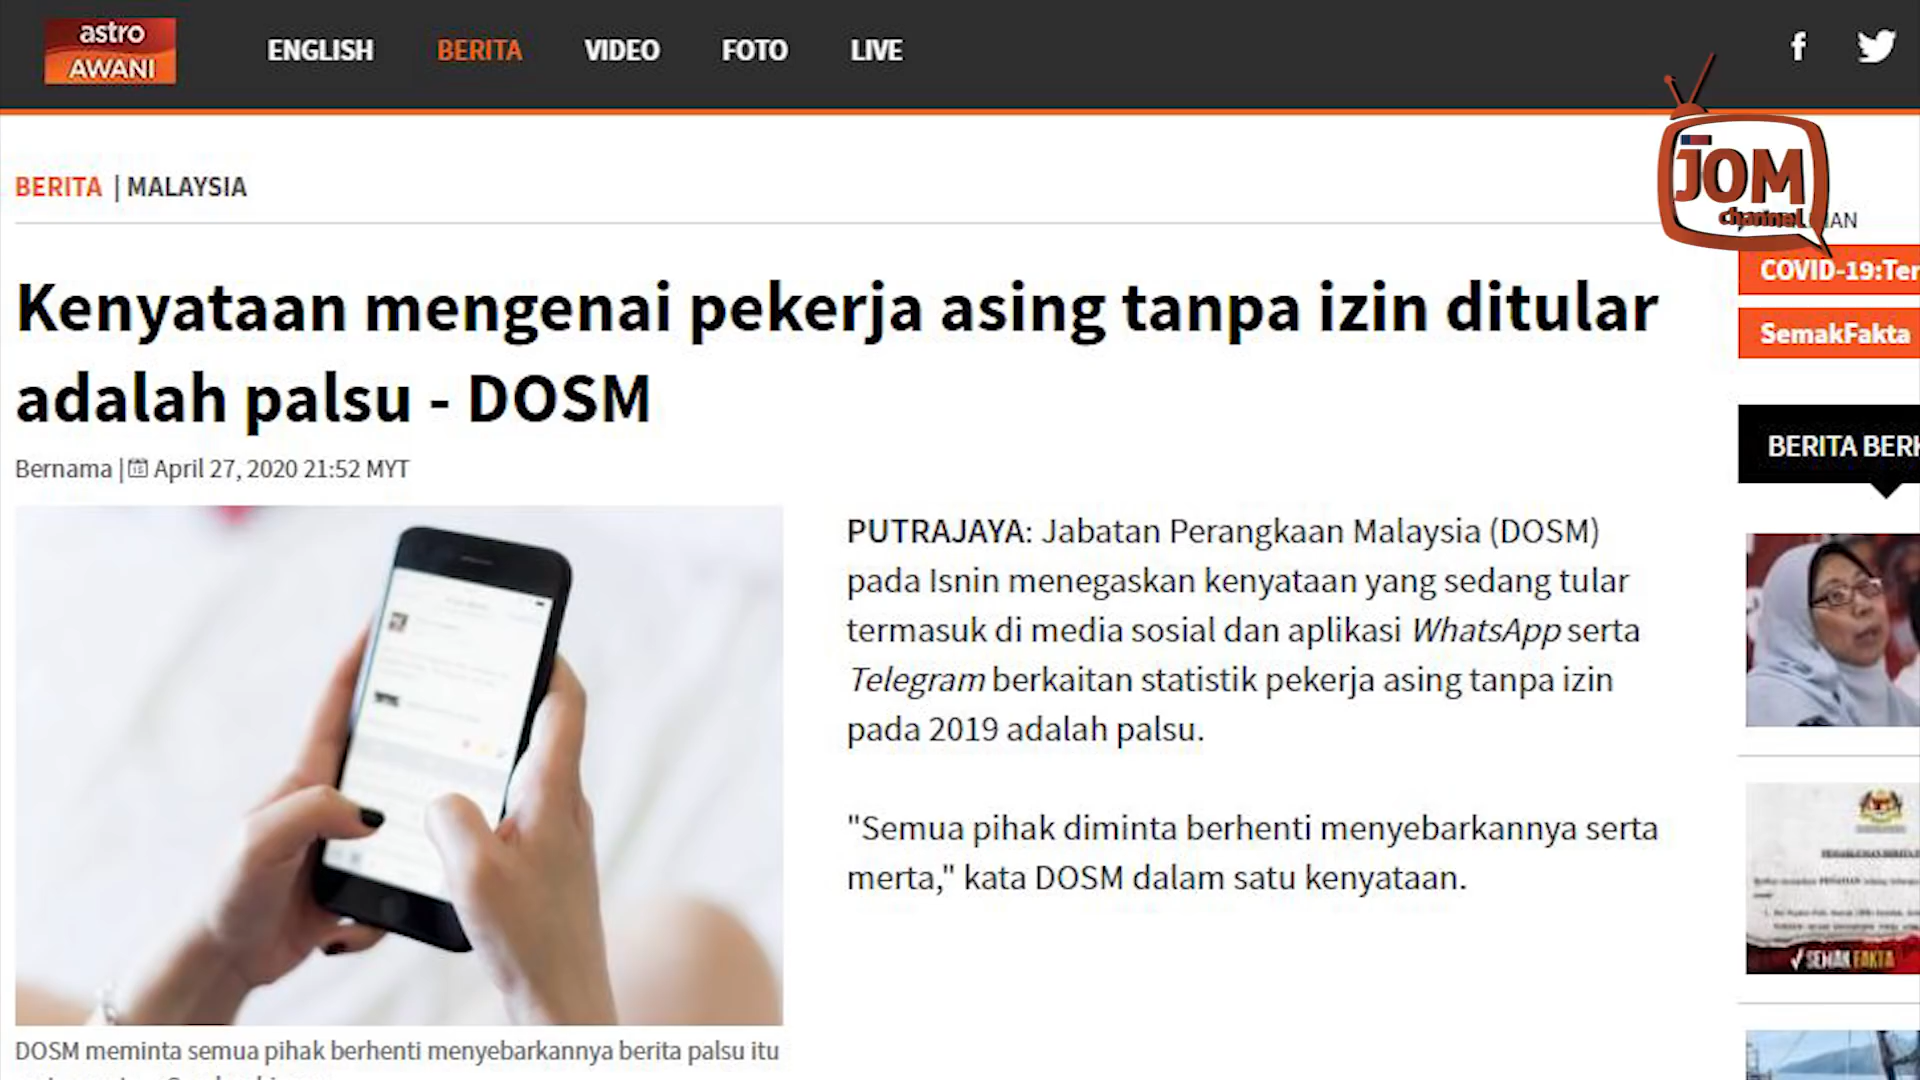 astro
AWANI
ENGLISH
BERITA
VIDEO
FOTO
LIVE
JOM
channel
BERITA | MALAYSIA
Kenyataan mengenai pekerja asing tanpa izin ditular
adalah palsu - DOSM
Bernama | April 27, 2020 21:52 MYT
PUTRAJAYA: Jabatan Perangkaan Malaysia (DOSM)
pada Isnin menegaskan kenyataan yang sedang tular
termasuk di media sosial dan aplikasi WhatsApp serta
Telegram berkaitan statistik pekerja asing tanpa izin
pada 2019 adalah palsu.
"Semua pihak diminta berhenti menyebarkannya serta
merta," kata DOSM dalam satu kenyataan.
DOSM meminta semua pihak berhenti menyebarkannya berita palsu itu
COVID-19:Ter
SemakFakta
BERITA BERK
SEMAK FAKTA